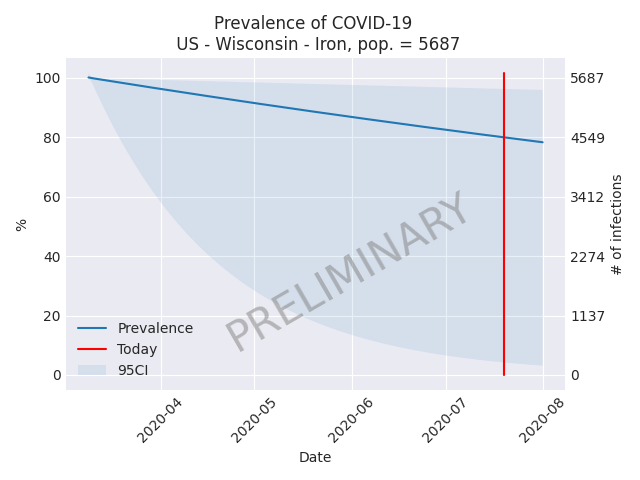 Prevalence of COVID-19
US - Wisconsin - Iron, pop. = 5687
100
80
60
40
20
0
%
5687
4549
3412
2274
1137
0
# of infections
PRELIMINARY
Prevalence
Today
95CI
2020-04
2020-05
2020-06
2020-07
2020-08
Date